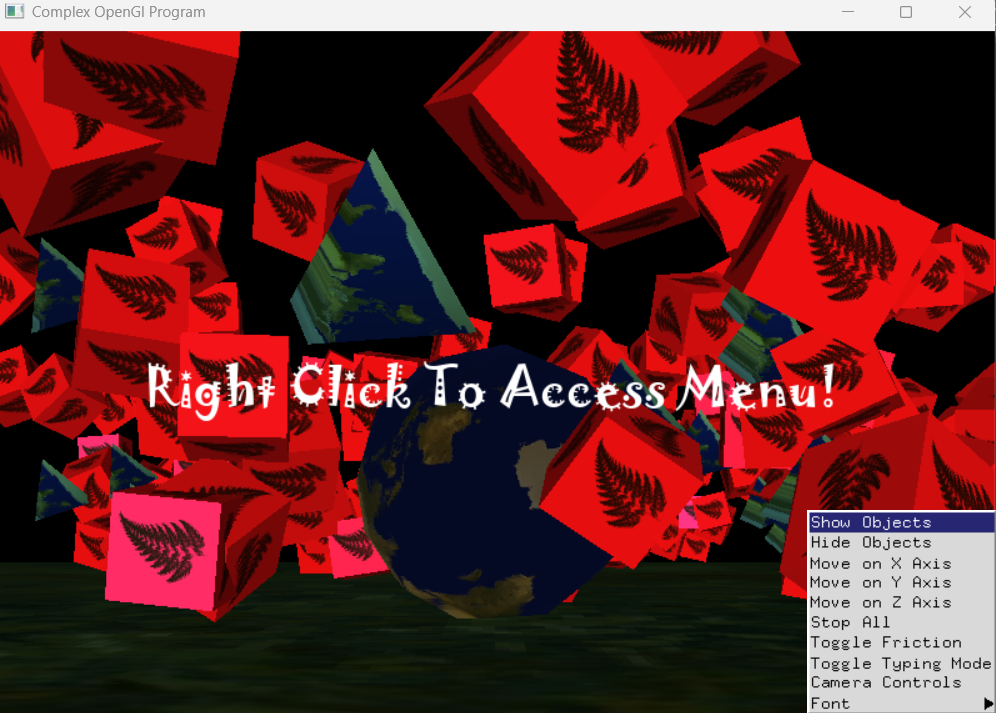 Complex OpenGl Program
Right Click To Access Menu!
Show Objects
Hide Objects
Move on X Axis
Move on Y Axis
Move on Z Axis
Stop All
Toggle Friction
Toggle Typing Mode
Camera Controls
Font